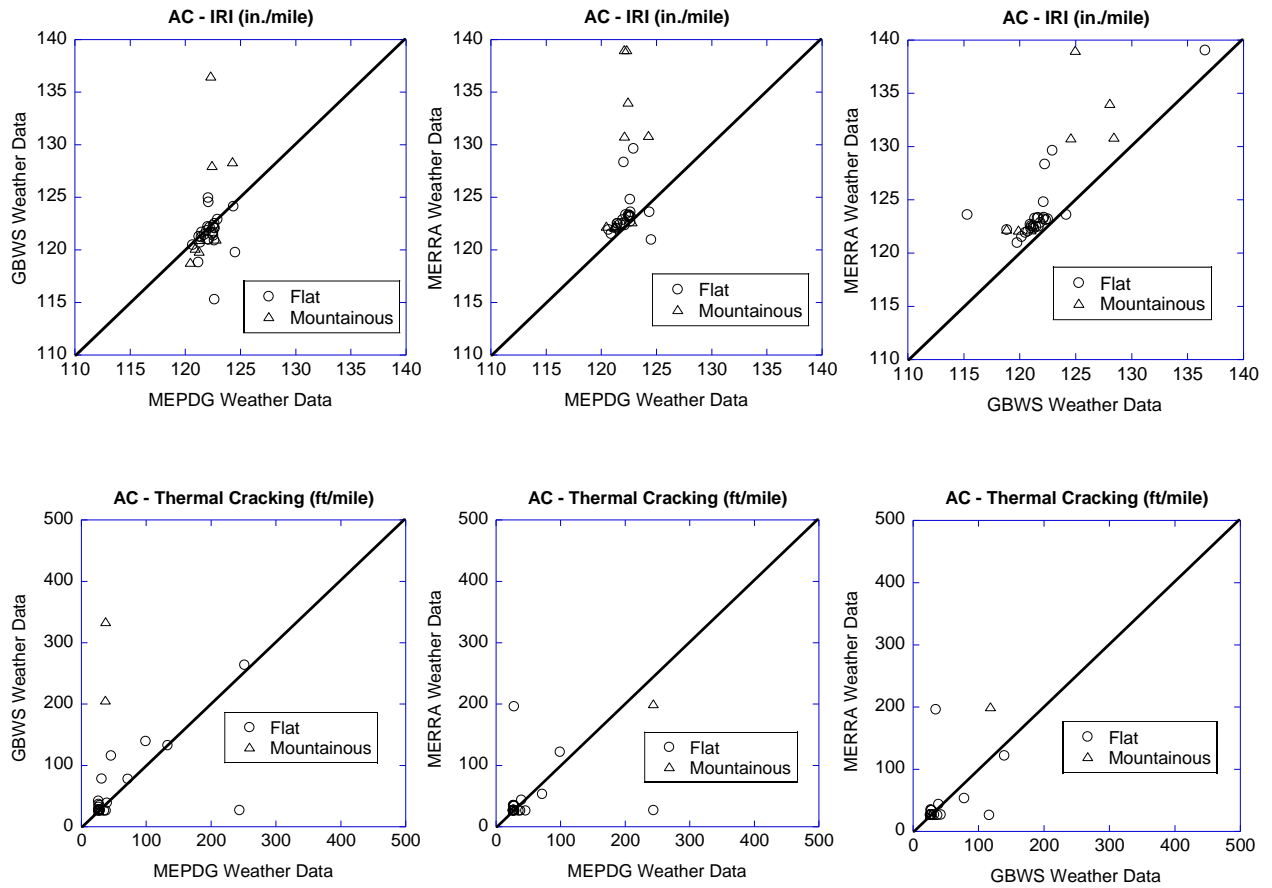 AC - IRI (in./mile)
GBWS Weather Data
140
135
130
125
120
115
110
110 115 120 125 130 135 140
MEPDG Weather Data
Flat
Mountainous
AC - IRI (in./mile)
MERRA Weather Data
140
135
130
125
120
115
110
110 115 120 125 130 135 140
MEPDG Weather Data
Flat
Mountainous
AC - IRI (in./mile)
MERRA Weather Data
140
135
130
125
120
115
110
110 115 120 125 130 135 140
GBWS Weather Data
Flat
Mountainous
AC - Thermal Cracking (ft/mile)
GBWS Weather Data
500
400
300
200
100
0
0 100 200 300 400 500
MEPDG Weather Data
Flat
Mountainous
AC - Thermal Cracking (ft/mile)
MERRA Weather Data
500
400
300
200
100
0
0 100 200 300 400 500
MEPDG Weather Data
Flat
Mountainous
AC - Thermal Cracking (ft/mile)
MERRA Weather Data
500
400
300
200
100
0
0 100 200 300 400 500
GBWS Weather Data
Flat
Mountainous